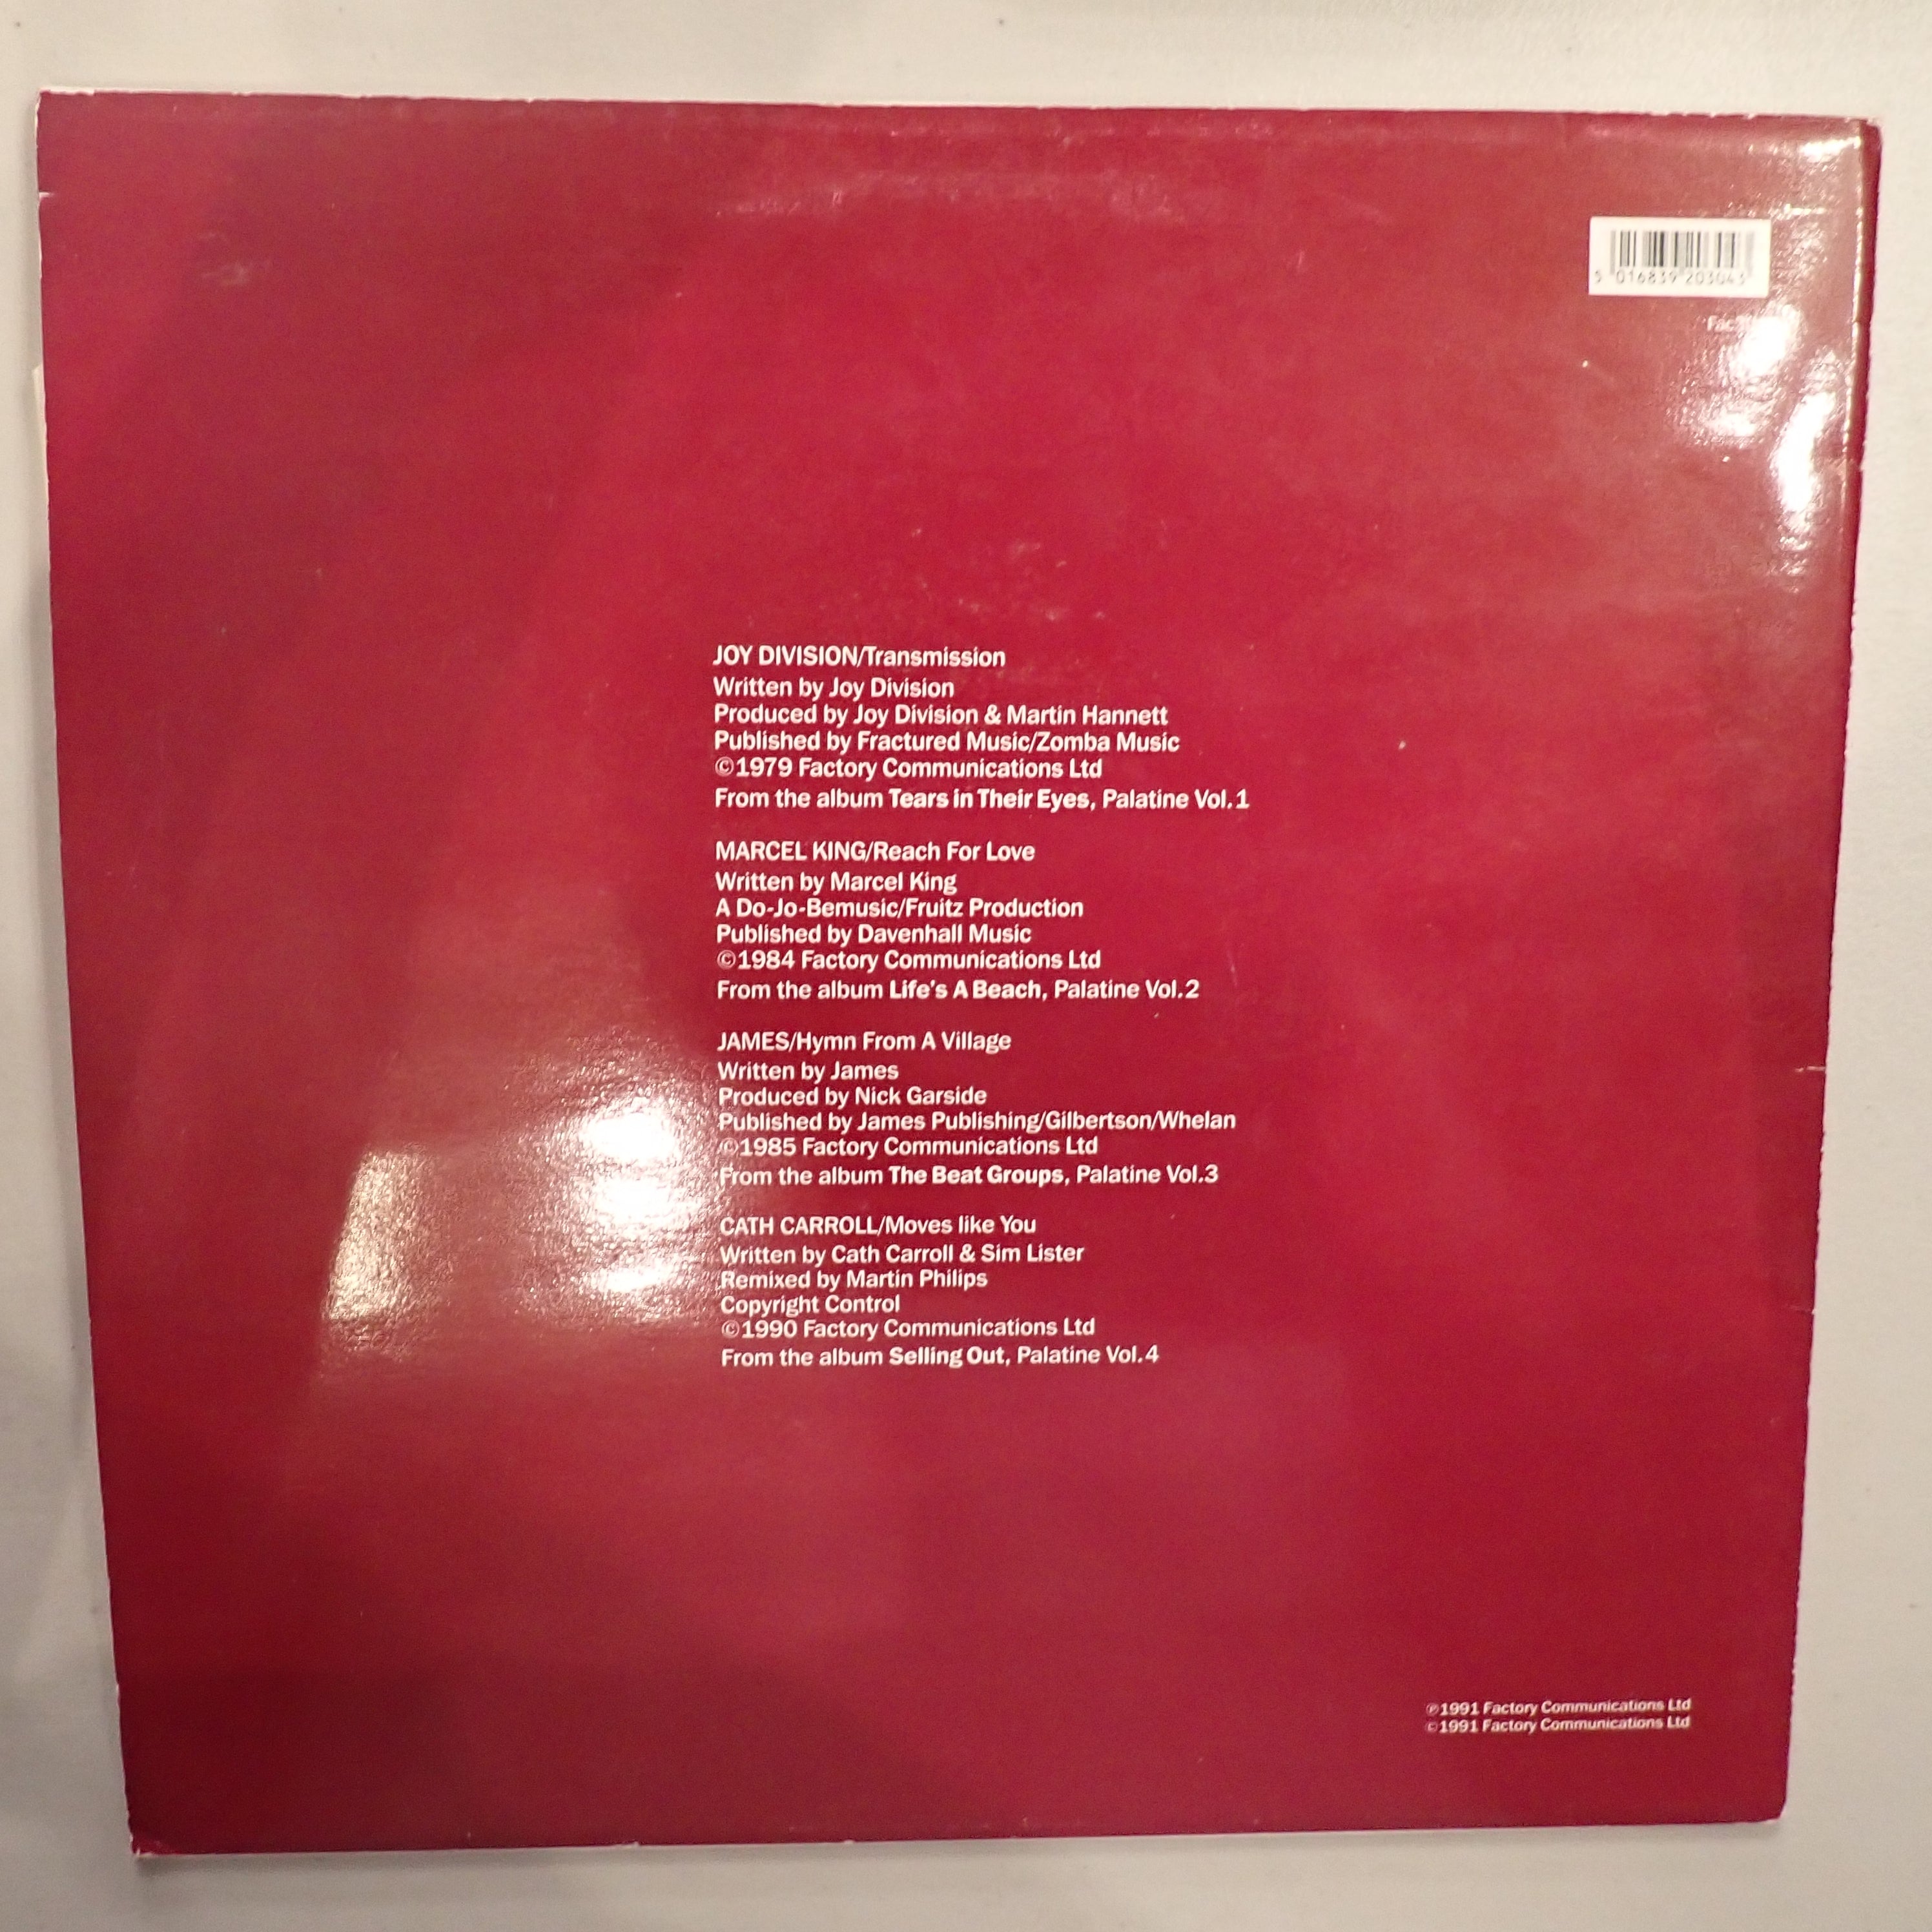 5 016839 203043
Fac
JOY DIVISION/Transmission
Written by Joy Division
Produced by Joy Division & Martin Hannett
Published by Fractured Music/Zomba Music
©1979 Factory Communications Ltd
From the album Tears in Their Eyes, Palatine Vol.1
MARCEL KING/Reach For Love
Written by Marcel King
A Do-Jo-Bemusic/Fruitz Production
Published by Davenhall Music
©1984 Factory Communications Ltd
From the album Life's A Beach, Palatine Vol.2
JAMES/Hymn From A Village
Written by James
Produced by Nick Garside
Published by James Publishing/Gilbertson/Whelan
©1985 Factory Communications Ltd
From the album The Beat Groups, Palatine Vol.3
CATH CARROLL/Moves like You
Written by Cath Carroll & Sim Lister
Remixed by Martin Philips
Copyright Control
©1990 Factory Communications Ltd
From the album Selling Out, Palatine Vol.4
℗1991 Factory Communications Ltd
©1991 Factory Communications Ltd